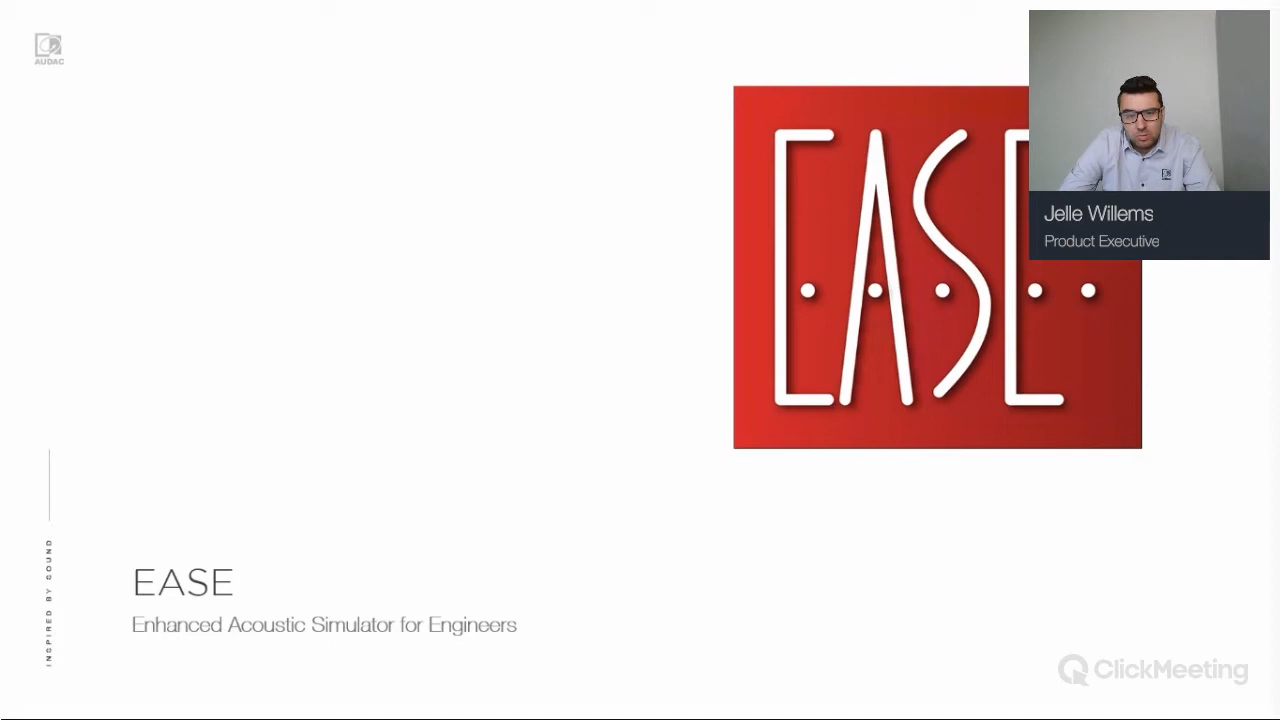 AUDAC
EASE
Jelle Willems
Product Executive
INSPIRED BY SOUND
EASE
Enhanced Acoustic Simulator for Engineers
ClickMeeting